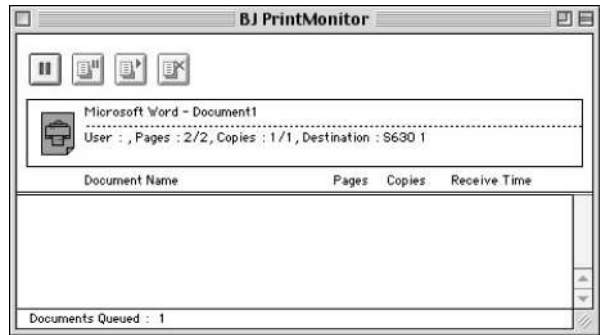 BJ PrintMonitor
Microsoft Word - Document1
User : , Pages : 2/2, Copies : 1/1, Destination : S630 1
Document Name Pages Copies Receive Time
Documents Queued : 1